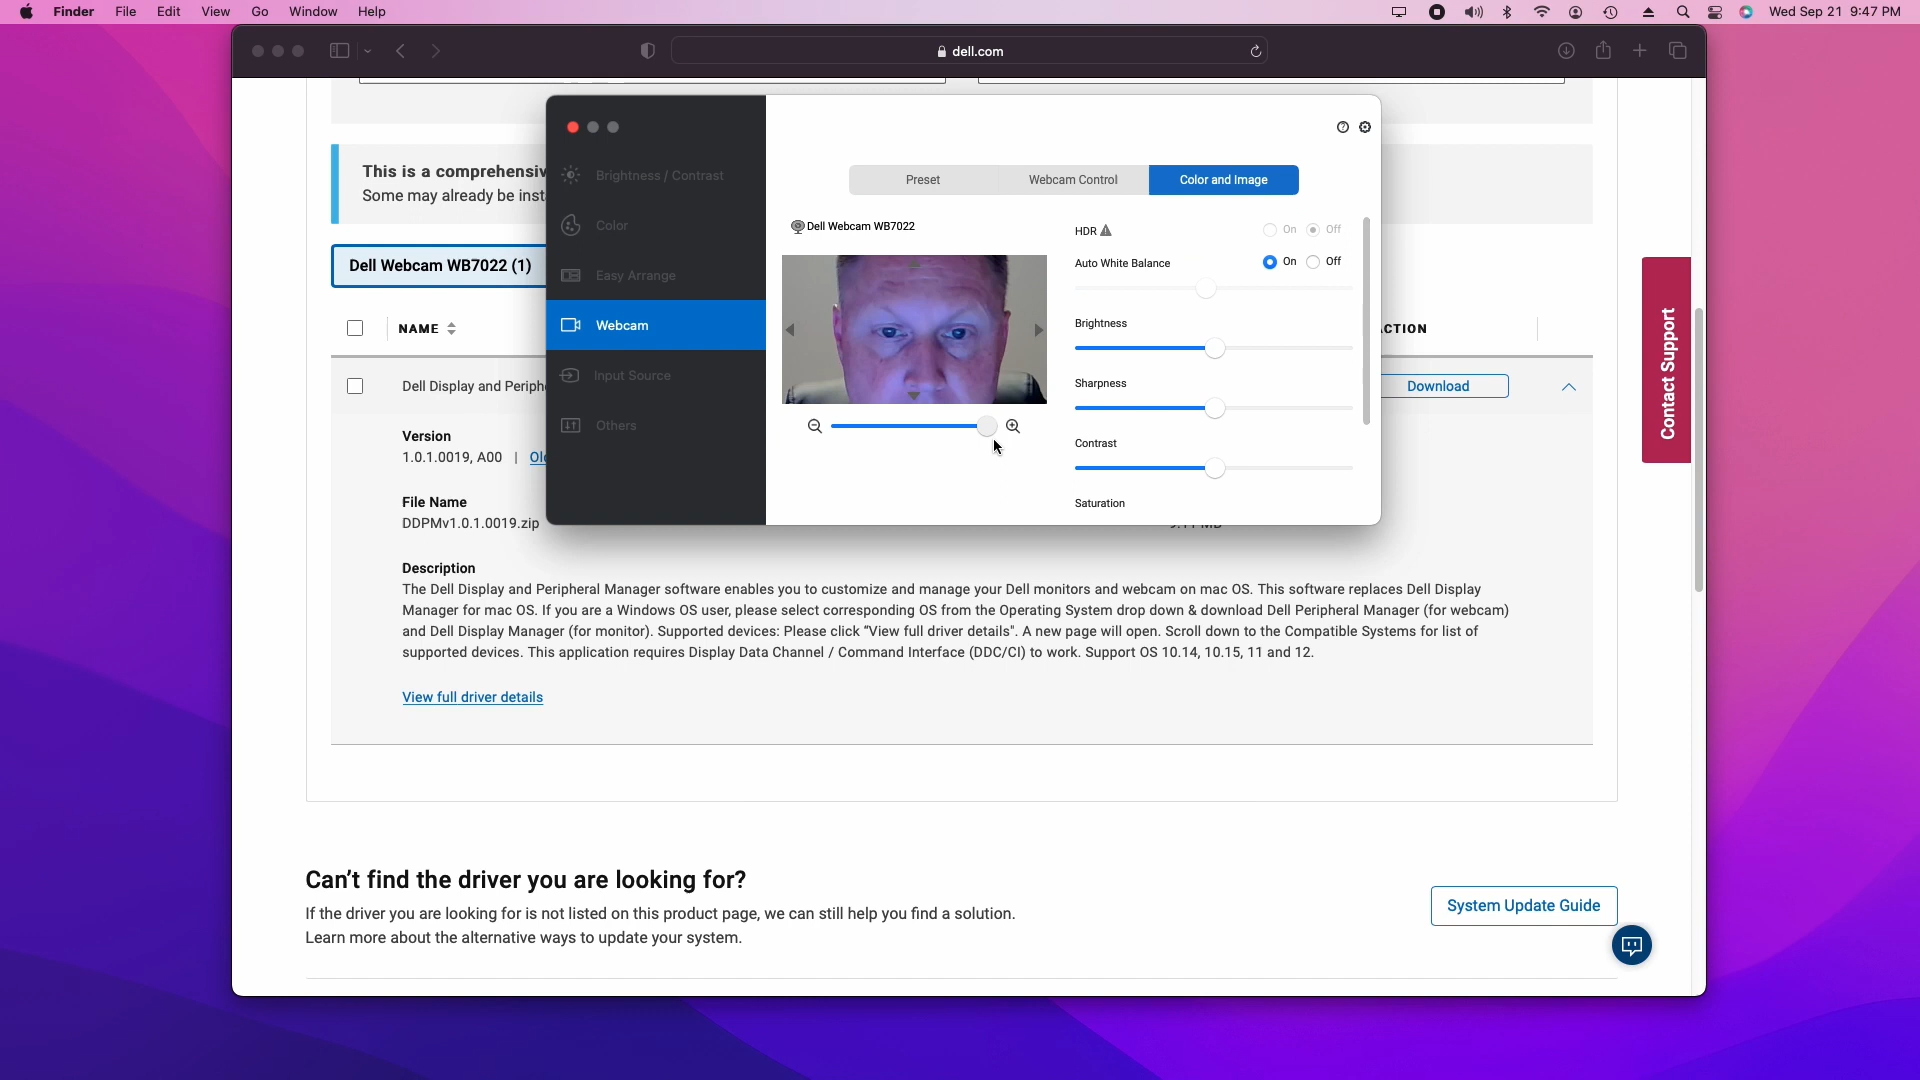 Finder File Edit View Go Window Help
Wed Sep 21 9:47 PM
dell.com
This is a comprehensiv
Some may already be inst
Dell Webcam WB7022 (1)
NAME
ACTION
Dell Display and Periph
Download
Version
1.0.1.0019, A00 | Old
File Name
DDPMv1.0.1.0019.zip
Brightness / Contrast
Color
Easy Arrange
Webcam
Input Source
Others
Preset Webcam Control Color and Image
Dell Webcam WB7022
HDR On Off
Auto White Balance On Off
Brightness
Sharpness
Contrast
Saturation
Contact Support
Description
The Dell Display and Peripheral Manager software enables you to customize and manage your Dell monitors and webcam on mac OS. This software replaces Dell Display
Manager for mac OS. If you are a Windows OS user, please select corresponding OS from the Operating System drop down & download Dell Peripheral Manager (for webcam)
and Dell Display Manager (for monitor). Supported devices: Please click “View full driver details". A new page will open. Scroll down to the Compatible Systems for list of
supported devices. This application requires Display Data Channel / Command Interface (DDC/CI) to work. Support OS 10.14, 10.15, 11 and 12.
View full driver details
Can’t find the driver you are looking for?
If the driver you are looking for is not listed on this product page, we can still help you find a solution.
Learn more about the alternative ways to update your system.
System Update Guide